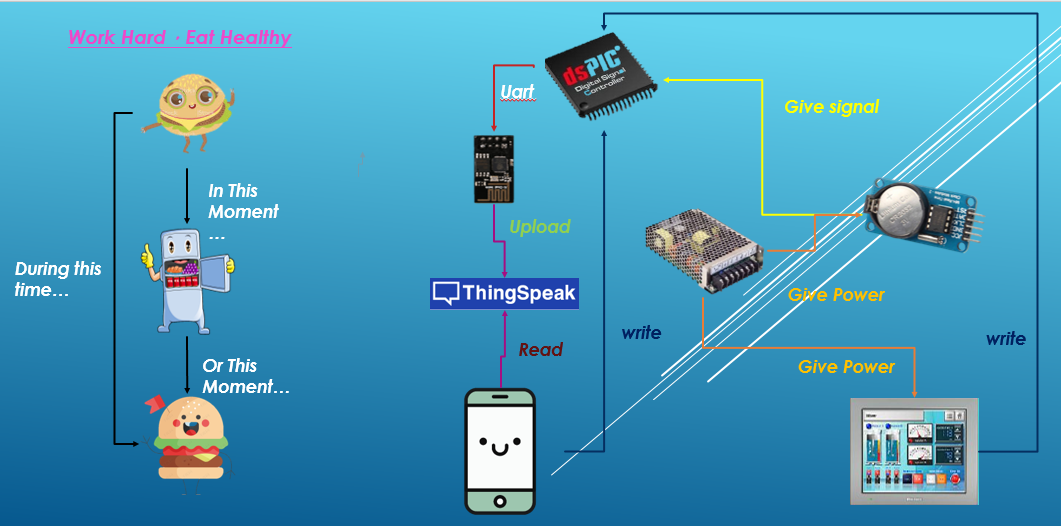 Work Hard · Eat Healthy
In This
Moment
…
During this
time…
Or This
Moment…
Uart
dsPIC
Digital Signal
Controller
Give signal
Upload
ThingSpeak
Read
write
Give Power
Give Power
write